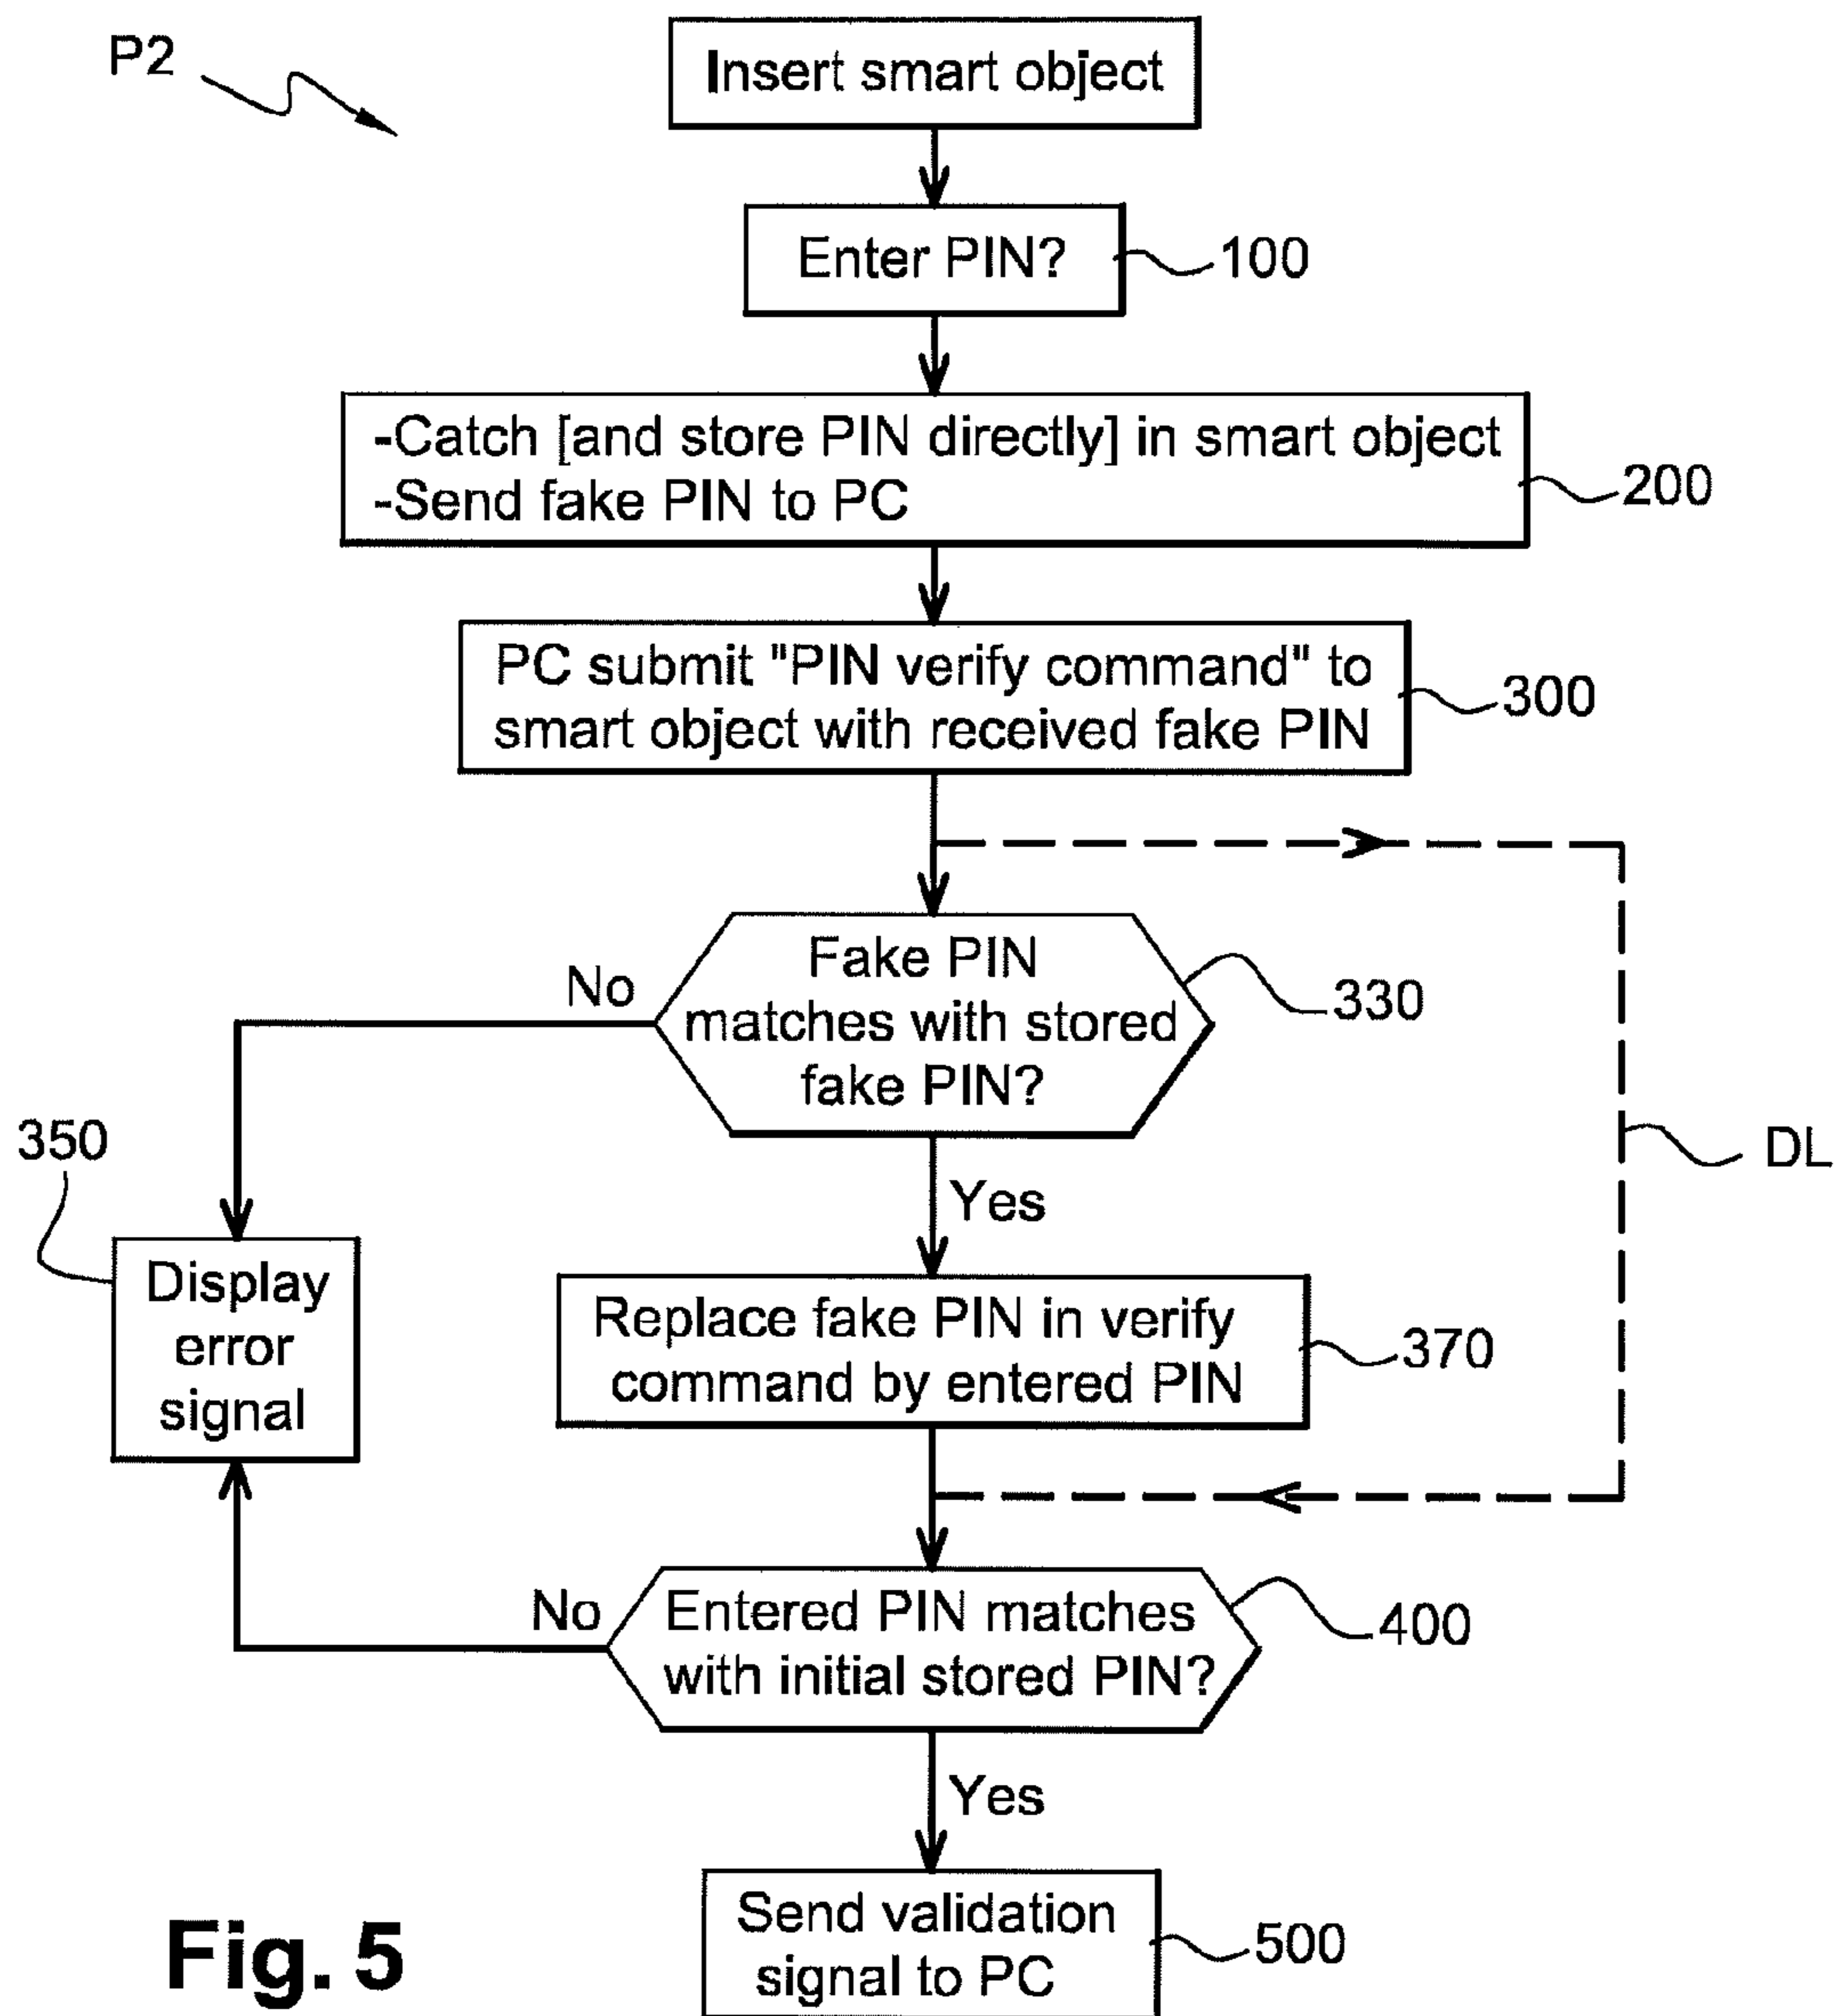 P2
Insert smart object
Enter PIN?
100
-Catch [and store PIN directly] in smart object
-Send fake PIN to PC
200
PC submit "PIN verify command" to
smart object with received fake PIN
300
Fake PIN
matches with stored
fake PIN?
No
330
350
Yes
DL
Display
error
signal
Replace fake PIN in verify
command by entered PIN
370
No
Entered PIN matches
with initial stored PIN?
400
Yes
Send validation
signal to PC
500
Fig. 5